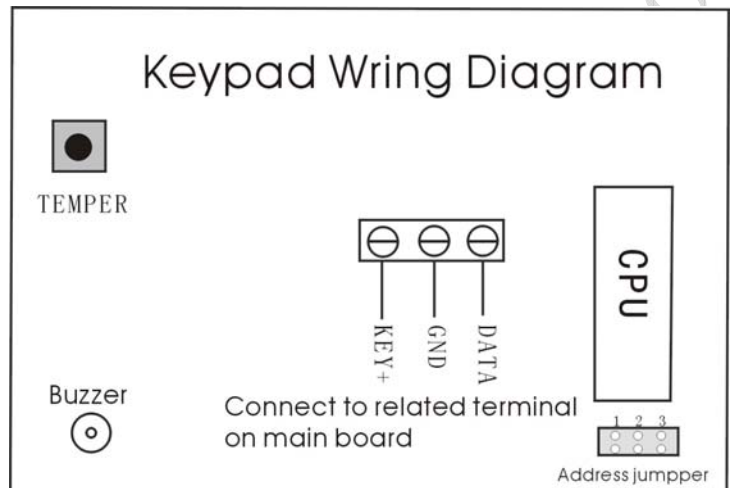 Keypad Wring Diagram
TEMPER
CPU
KEY+
GND
DATA
Buzzer
Connect to related terminal
on main board
1 2 3
Address jumpper